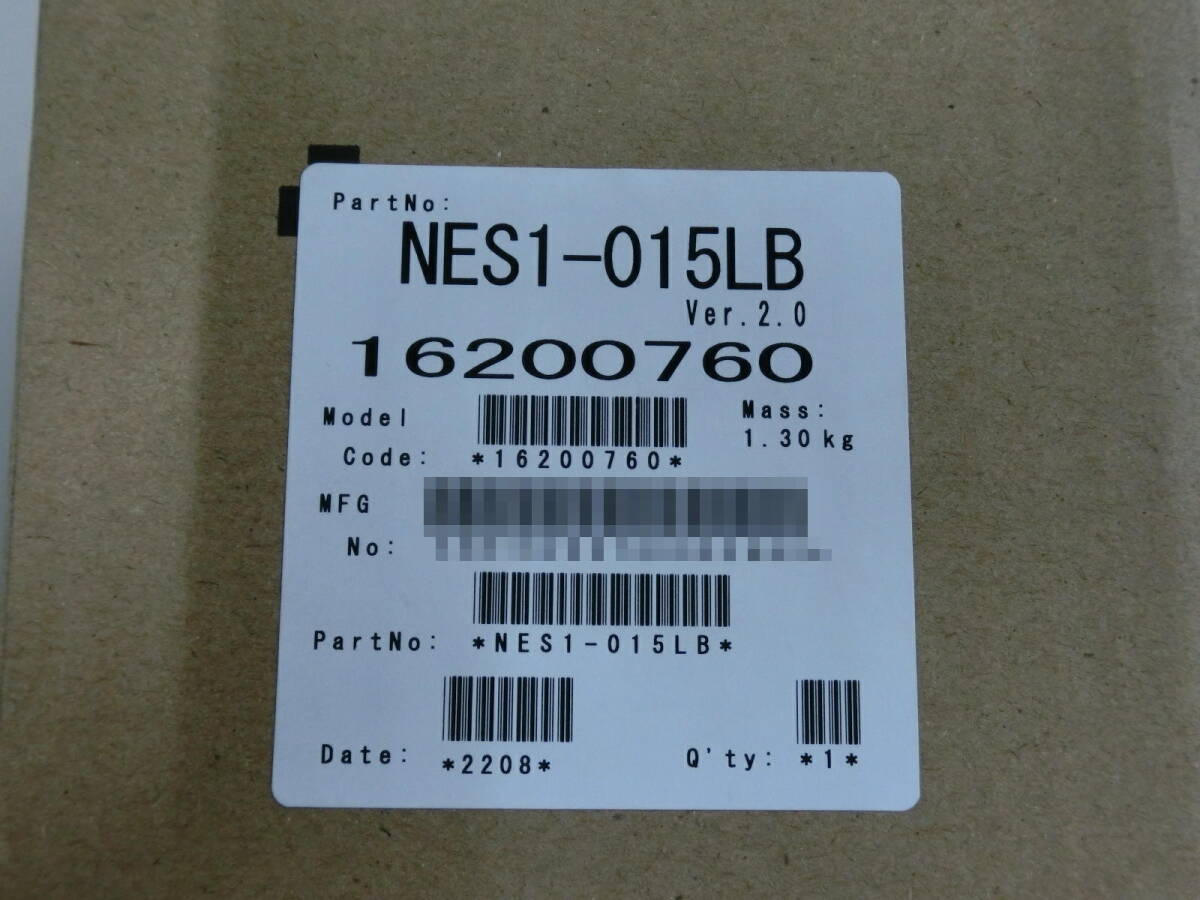 PartNo:
NES1-015LB
Ver.2.0
16200760
Model
Code:
*16200760*
Mass:
1.30kg
MFG
No:
PartNo: *NES1-015LB*
Date: *2208*
Q'ty: *1*